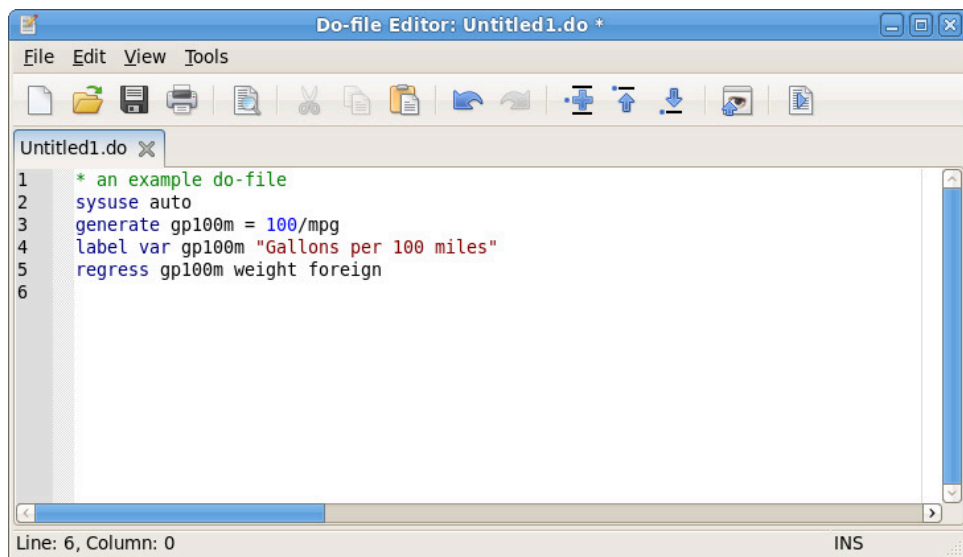 Do-file Editor: Untitled1.do *
File Edit View Tools
Untitled1.do
1 * an example do-file
2 sysuse auto
3 generate gp100m = 100/mpg
4 label var gp100m "Gallons per 100 miles"
5 regress gp100m weight foreign
6
Line: 6, Column: 0 INS